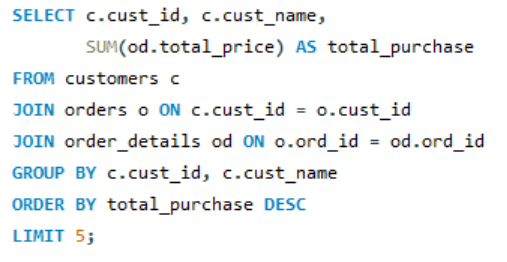 SELECT c.cust_id, c.cust_name,
SUM(od.total_price) AS total_purchase
FROM customers c
JOIN orders o ON c.cust_id = o.cust_id
JOIN order_details od ON o.ord_id = od.ord_id
GROUP BY c.cust_id, c.cust_name
ORDER BY total_purchase DESC
LIMIT 5;